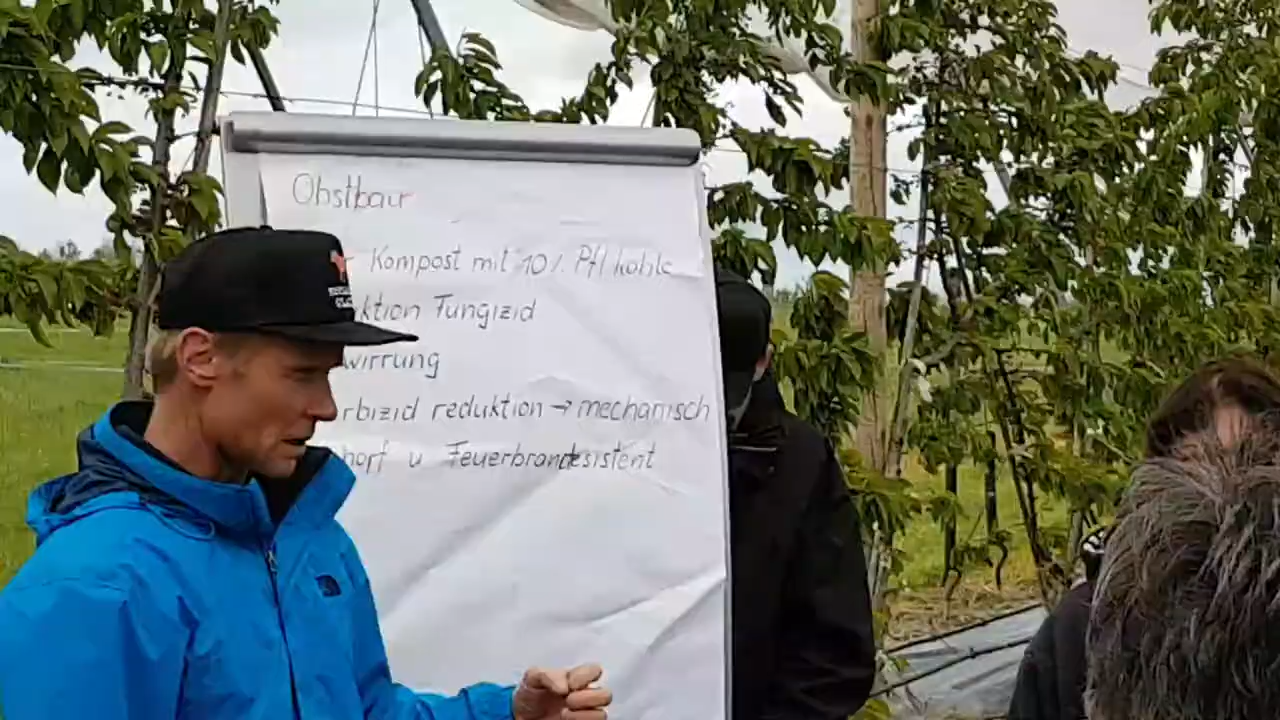 Obstbau
- Kompost mit 10% Pfl kohle
ktion Fungizid
wirrung
rbizid reduktion → mechanisch
horf u Feuerbrandresistent